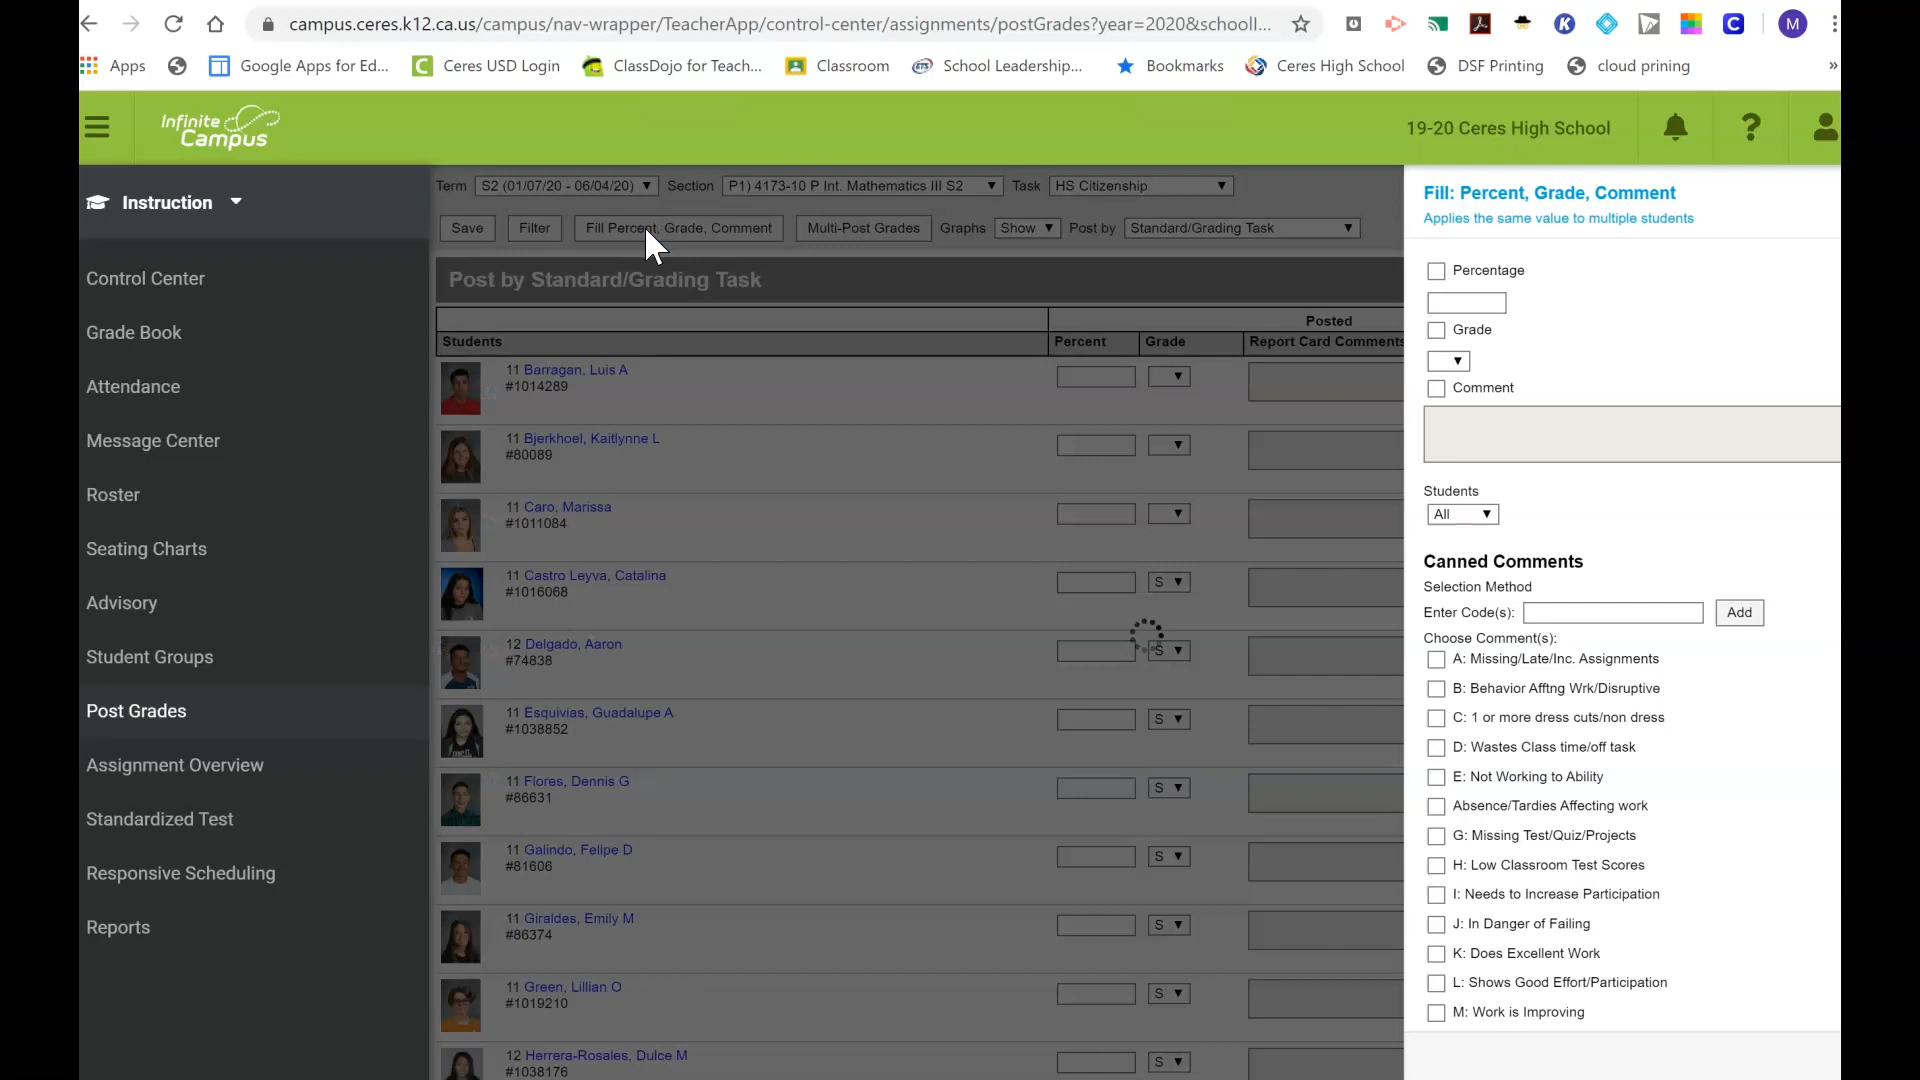 campus.ceres.k12.ca.us/campus/nav-wrapper/TeacherApp/control-center/assignments/postGrades?year=2020&schoolI...
M
Apps
Google Apps for Ed...
Ceres USD Login
ClassDojo for Teach...
Classroom
School Leadership...
Bookmarks
Ceres High School
DSF Printing
cloud prining
»
Infinite
Campus
19-20 Ceres High School
?
Instruction
Control Center
Grade Book
Attendance
Message Center
Roster
Seating Charts
Advisory
Student Groups
Post Grades
Assignment Overview
Standardized Test
Responsive Scheduling
Reports
Term S2 (01/07/20 - 06/04/20) Section P1) 4173-10 P Int. Mathematics III S2 Task HS Citizenship
Save Filter Fill Percent, Grade, Comment Multi-Post Grades Graphs Show Post by Standard/Grading Task
Post by Standard/Grading Task
Posted
Students Percent Grade Report Card Comments
11 Barragan, Luis A
#1014289
11 Bjerkhoel, Kaitlynne L
#80089
11 Caro, Marissa
#1011084
11 Castro Leyva, Catalina
#1016068
S
12 Delgado, Aaron
#74838
S
11 Esquivias, Guadalupe A
#1038852
S
11 Flores, Dennis G
#86631
S
11 Galindo, Felipe D
#81606
S
11 Giraldes, Emily M
#86374
S
11 Green, Lillian O
#1019210
S
12 Herrera-Rosales, Dulce M
#1038176
S
Fill: Percent, Grade, Comment
Applies the same value to multiple students
Percentage
Grade
Comment
Students
All
Canned Comments
Selection Method
Enter Code(s): Add
Choose Comment(s):
A: Missing/Late/Inc. Assignments
B: Behavior Afftng Wrk/Disruptive
C: 1 or more dress cuts/non dress
D: Wastes Class time/off task
E: Not Working to Ability
Absence/Tardies Affecting work
G: Missing Test/Quiz/Projects
H: Low Classroom Test Scores
I: Needs to Increase Participation
J: In Danger of Failing
K: Does Excellent Work
L: Shows Good Effort/Participation
M: Work is Improving